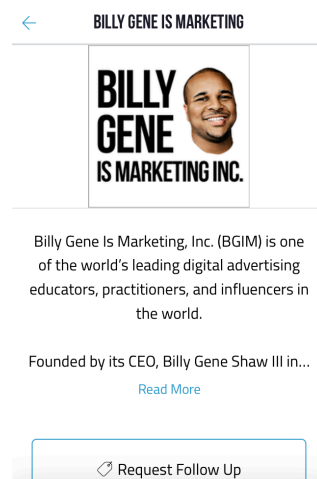 BILLY GENE IS MARKETING
BILLY
GENE
IS MARKETING INC.
Billy Gene Is Marketing, Inc. (BGIM) is one
of the world’s leading digital advertising
educators, practitioners, and influencers in
the world.
Founded by its CEO, Billy Gene Shaw III in...
Read More
Request Follow Up